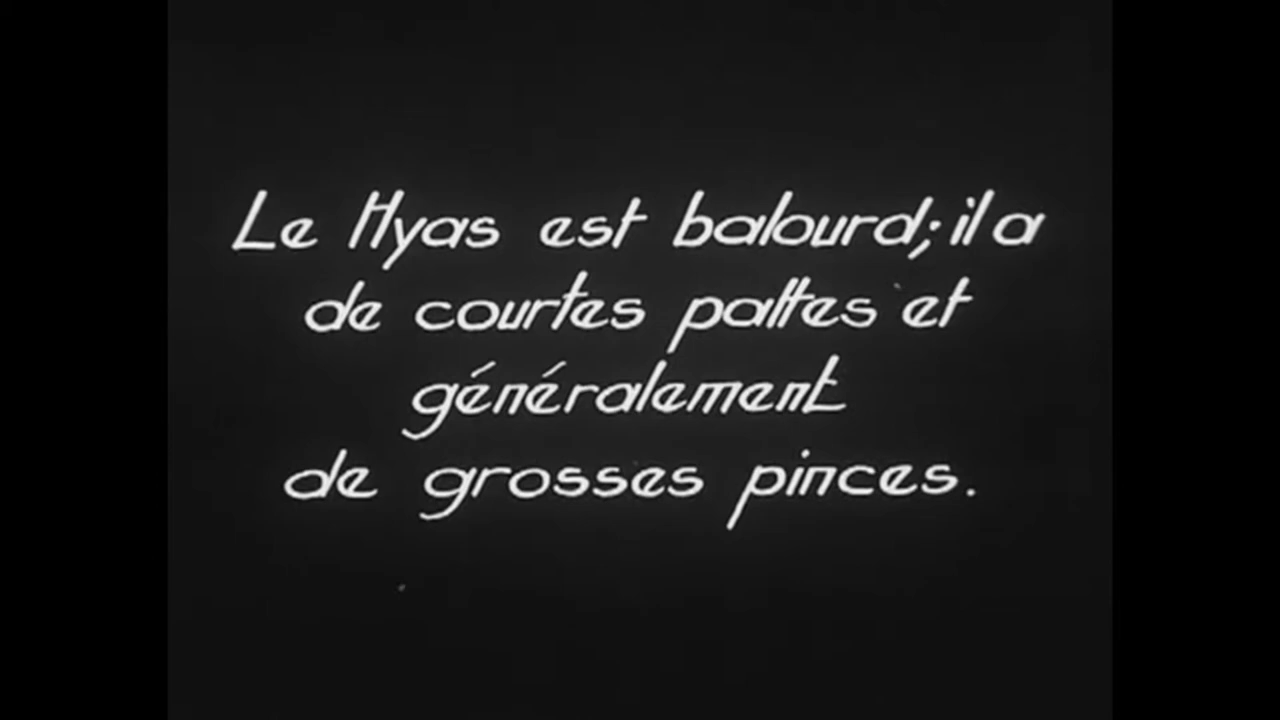 Le Hyas est balourd; il a
de courtes pattes et
généralement
de grosses pinces.